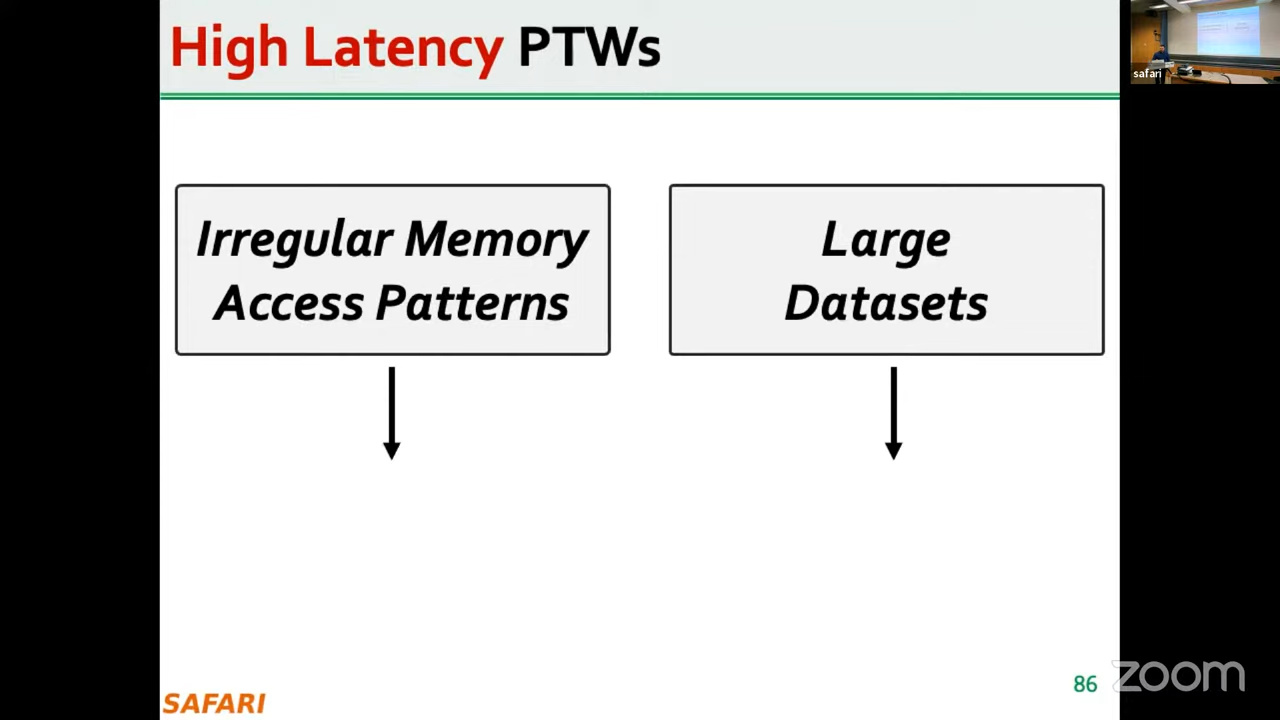 High Latency PTWs
safari
Irregular Memory
Access Patterns
Large
Datasets
SAFARI
86
zoom